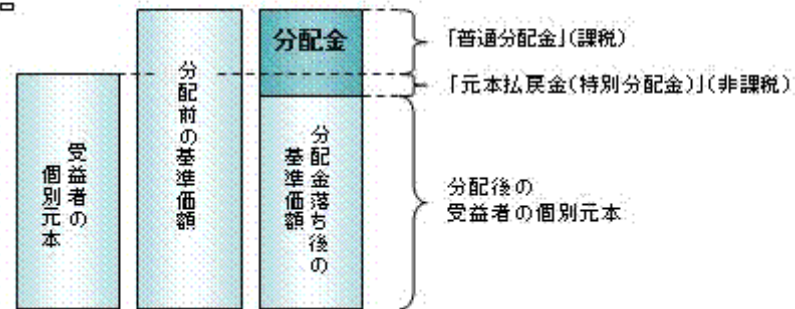 分配金
「普通分配金」(課税)
「元本払戻金(特別分配金)」(非課税)
受益者の
個別元本
分配前の基準価額
分配金落ち後の
基準価額
分配後の
受益者の個別元本